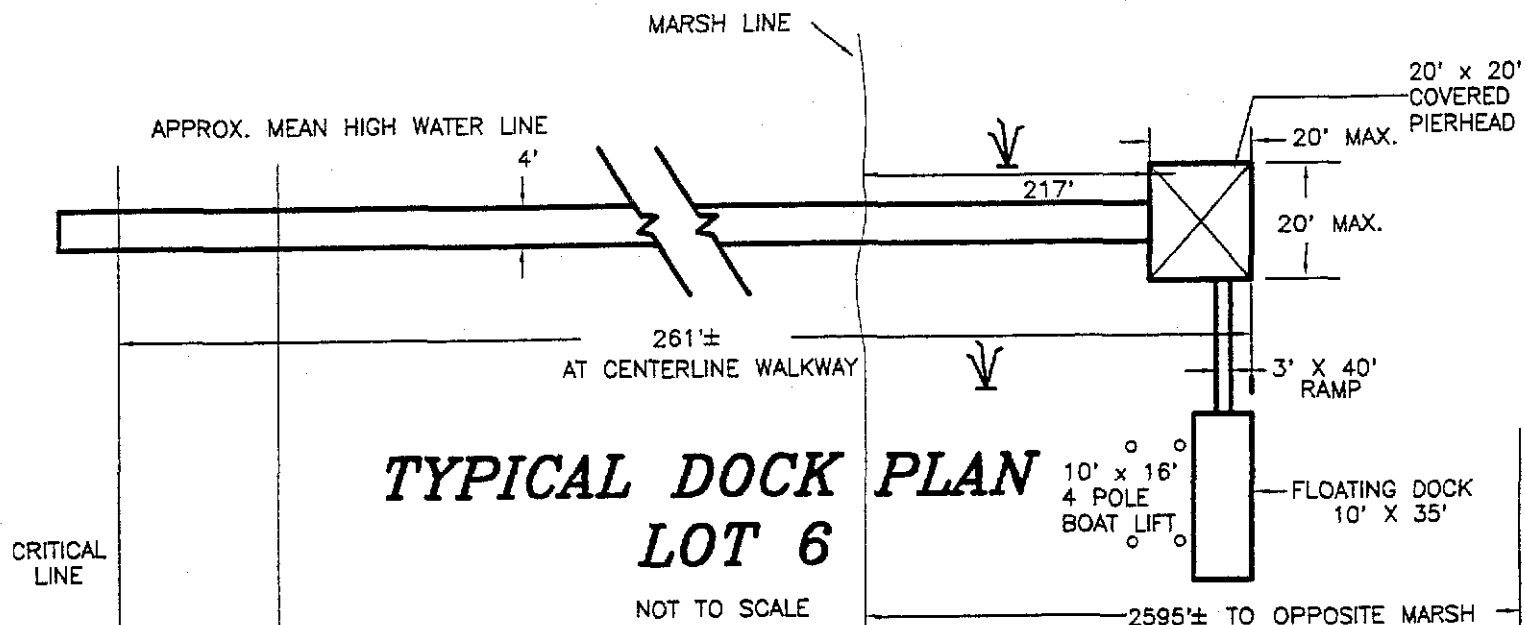 MARSH LINE
20' x 20'
COVERED
PIERHEAD
APPROX. MEAN HIGH WATER LINE
4'
20' MAX.
217'
20' MAX.
261'±
AT CENTERLINE WALKWAY
3' X 40'
RAMP
TYPICAL DOCK PLAN
LOT 6
NOT TO SCALE
10' x 16'
4 POLE
BOAT LIFT
FLOATING DOCK
10' X 35'
CRITICAL
LINE
2595'± TO OPPOSITE MARSH